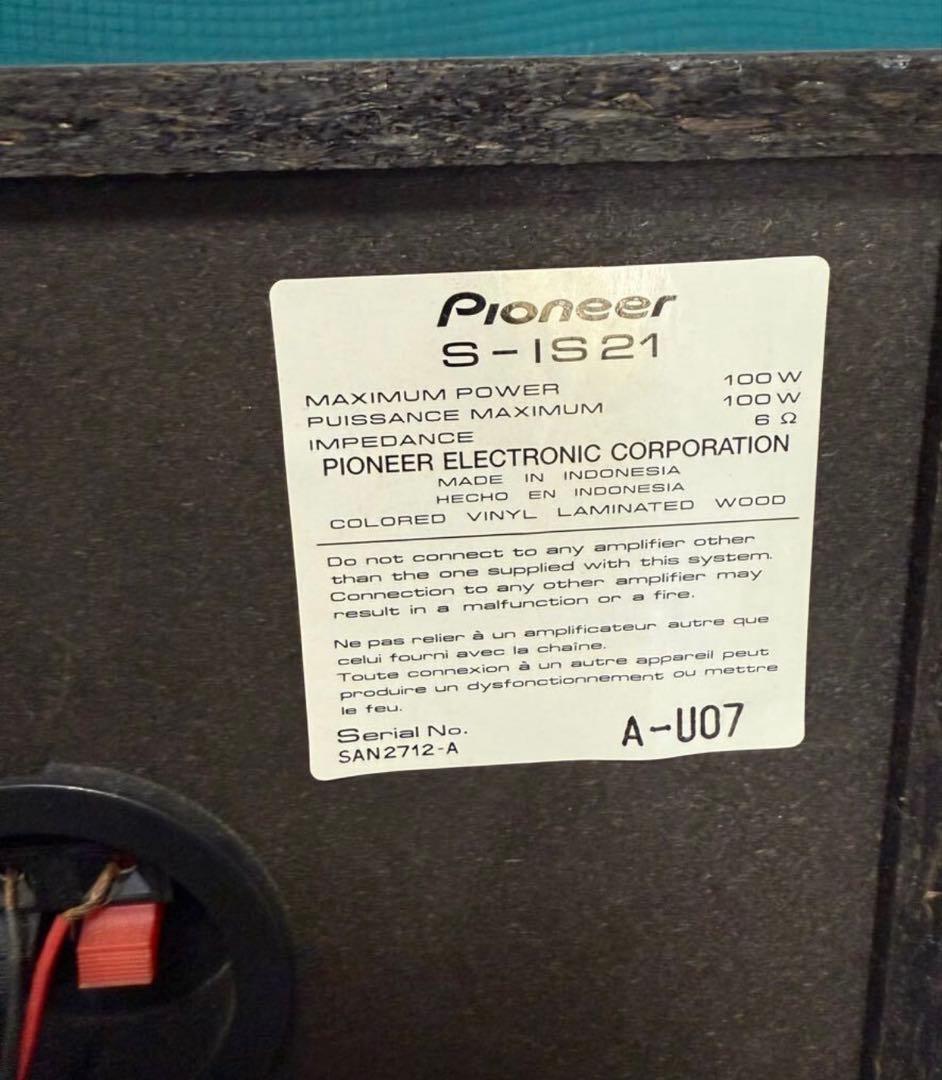 Pioneer
S-IS21
MAXIMUM POWER 100 W
PUISSANCE MAXIMUM 100 W
IMPEDANCE 6 Ω
PIONEER ELECTRONIC CORPORATION
MADE IN INDONESIA
HECHO EN INDONESIA
COLORED VINYL LAMINATED WOOD
Do not connect to any amplifier other
than the one supplied with this system.
Connection to any other amplifier may
result in a malfunction or a fire.
Ne pas relier à un amplificateur autre que
celui fourni avec la chaîne.
Toute connexion à un autre appareil peut
produire un dysfonctionnement ou mettre
le feu.
Serial No.
SAN2712-A A-U07